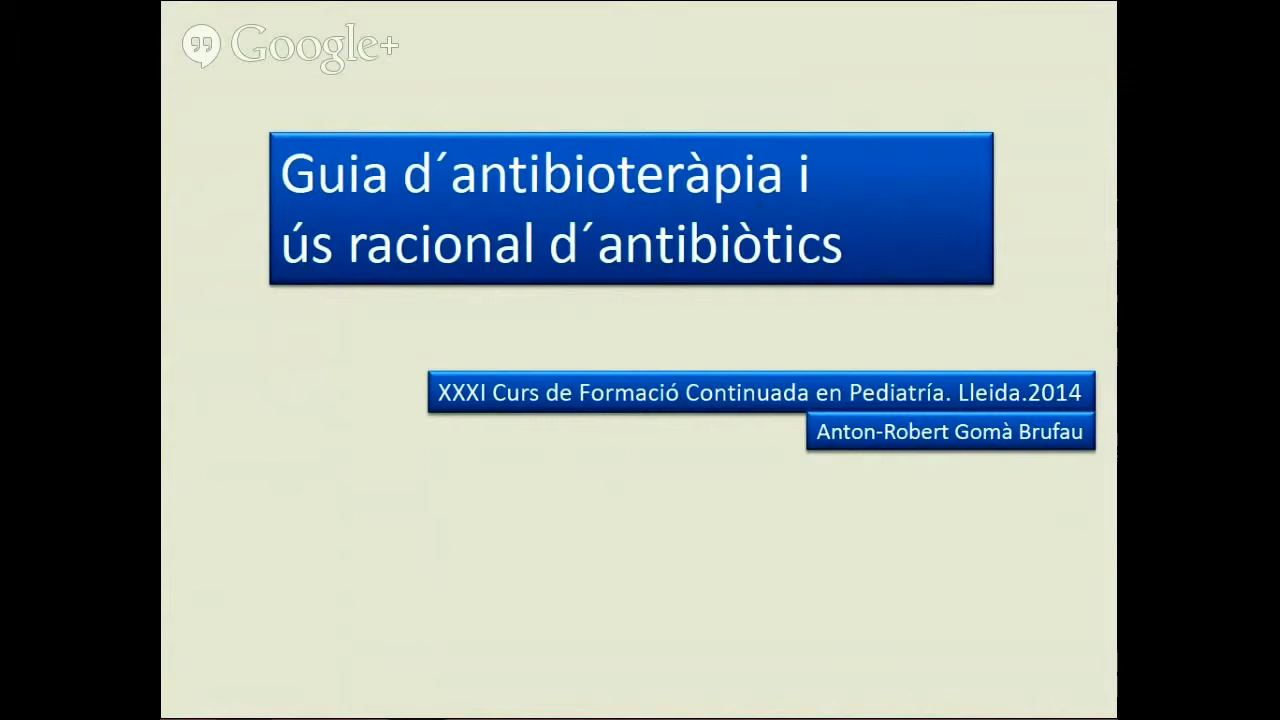 Google+
Guia d´antibioteràpia i
ús racional d´antibiòtics
XXXI Curs de Formació Continuada en Pediatría. Lleida.2014
Anton-Robert Gomà Brufau